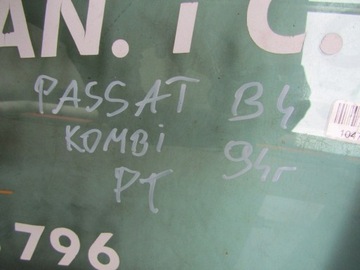 AN. I C.
PASSAT B4
KOMBi 94r
PT
796